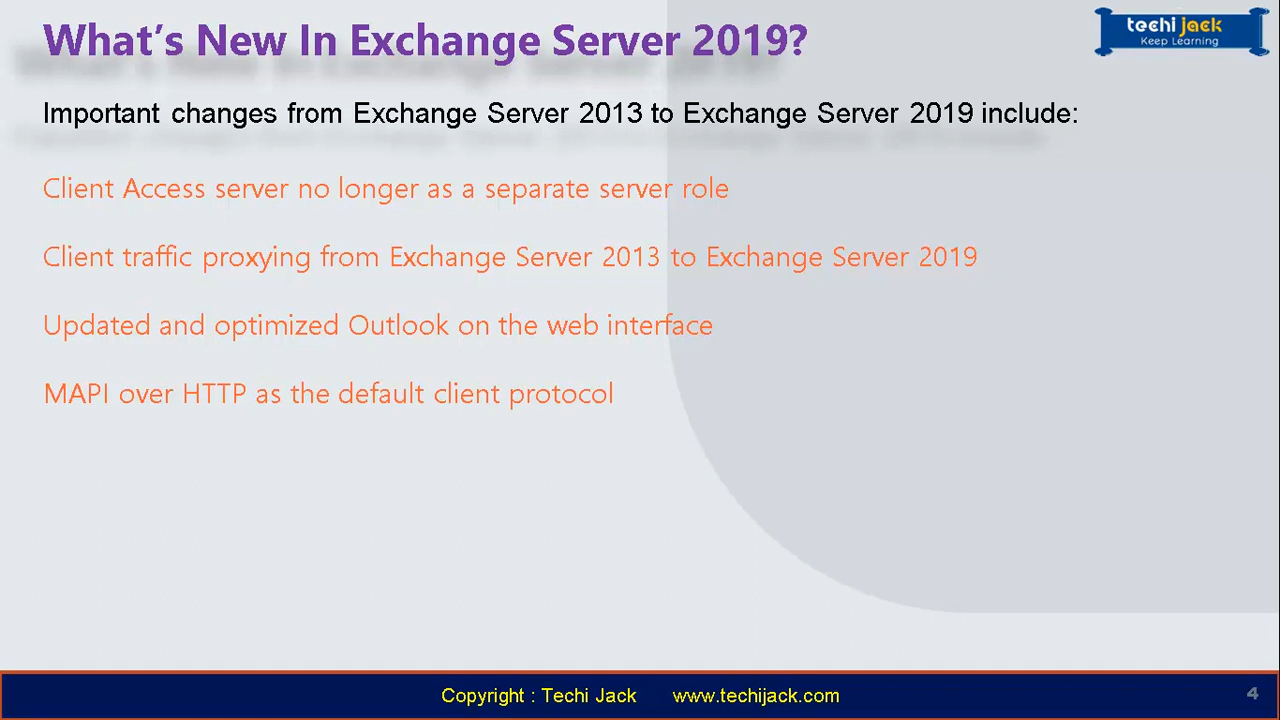 What's New In Exchange Server 2019?
techi jack
Keep Learning
Important changes from Exchange Server 2013 to Exchange Server 2019 include:
Client Access server no longer as a separate server role
Client traffic proxying from Exchange Server 2013 to Exchange Server 2019
Updated and optimized Outlook on the web interface
MAPI over HTTP as the default client protocol
Copyright : Techi Jack www.techijack.com
4